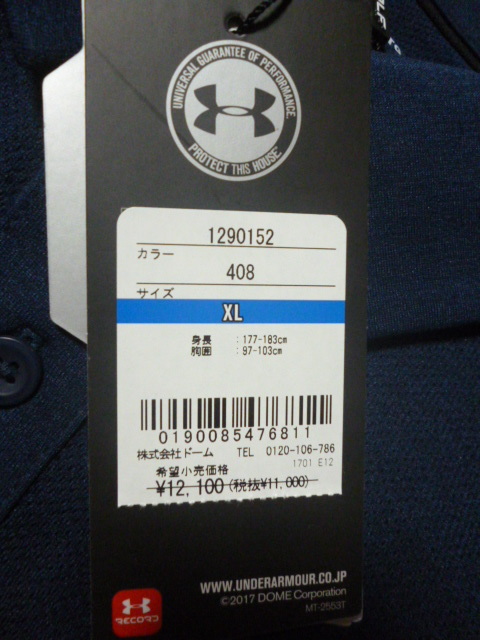 UNIVERSAL GUARANTEE OF PERFORMANCE
PROTECT THIS HOUSE
1290152
カラー
408
サイズ
XL
身長 :177-183cm
胸囲 :97-103cm
0190085476811
株式会社ドーム TEL 0120-106-786
1701 E12
希望小売価格
¥12,100(税抜¥11,000)
WWW.UNDERARMOUR.CO.JP
©2017 DOME Corporation
MT-2553T
RECORD